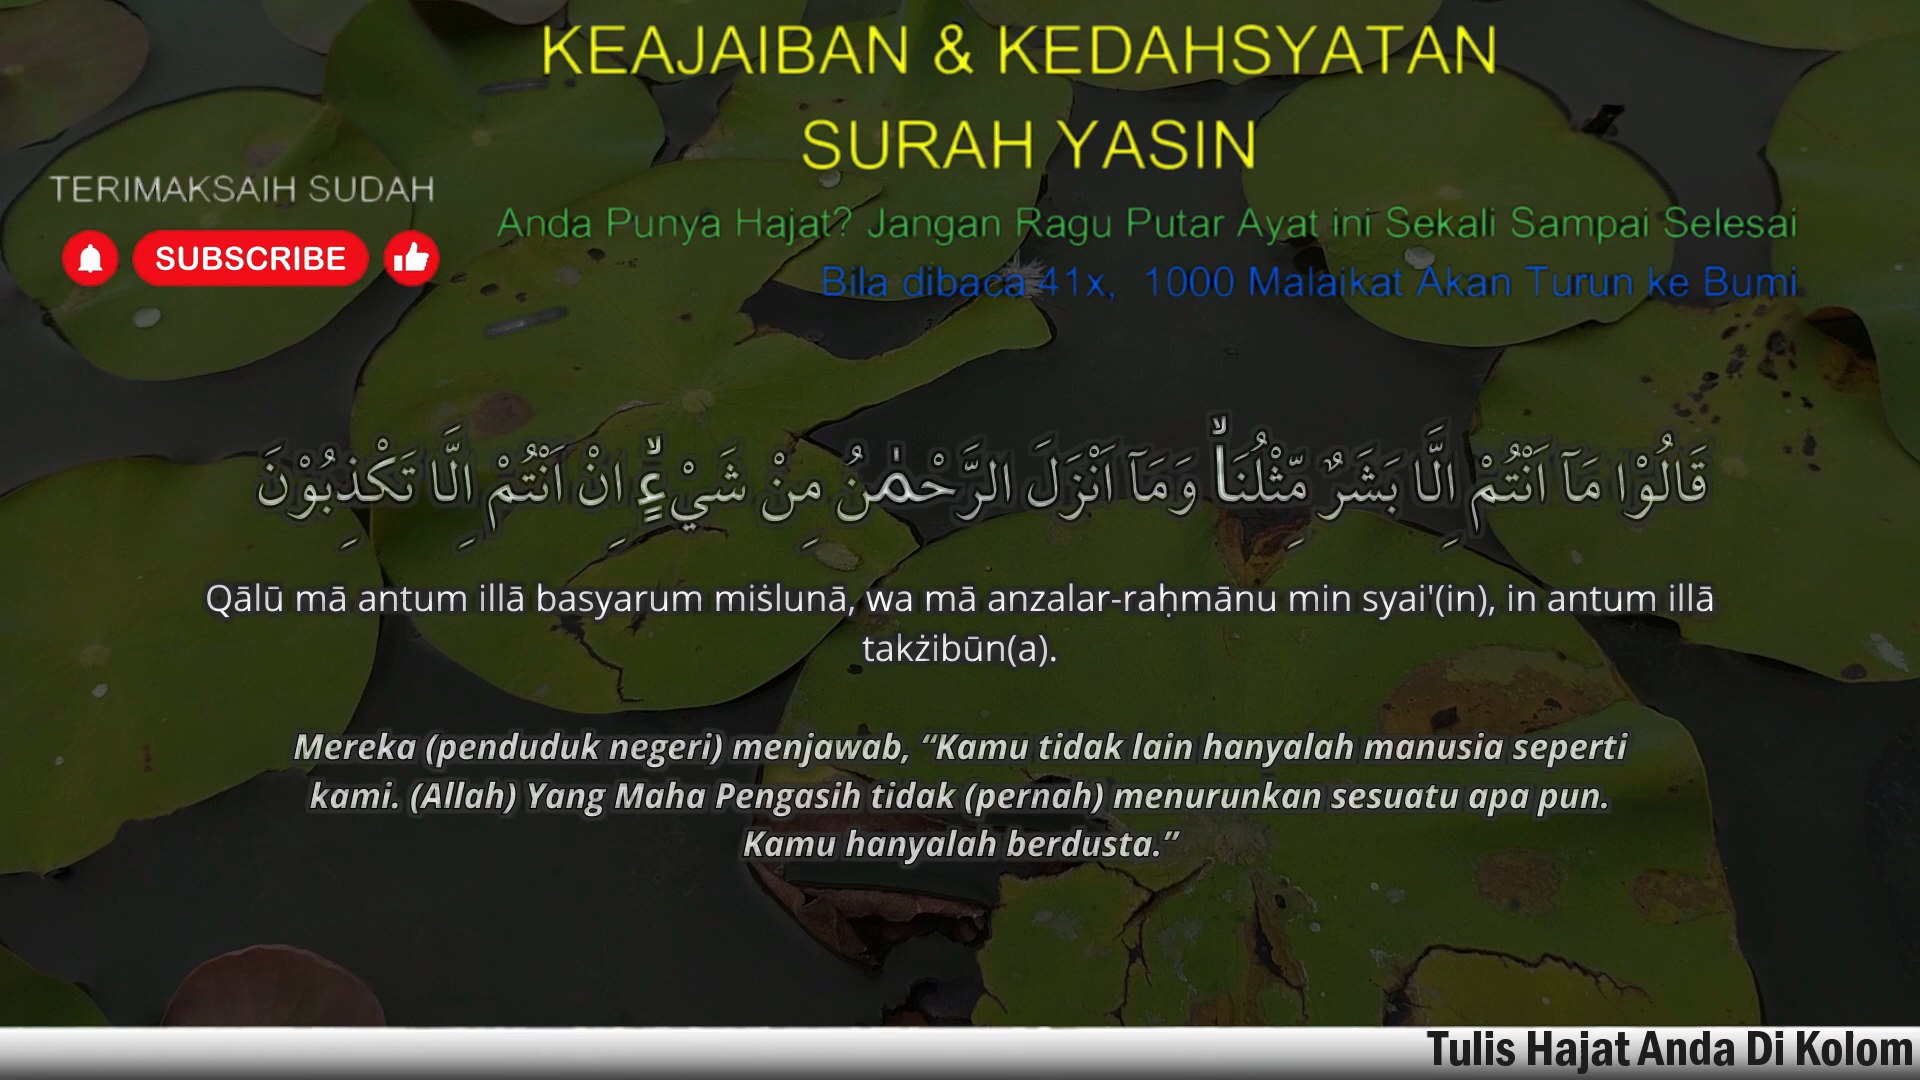 KEAJAIBAN & KEDAHSYATAN
SURAH YASIN
TERIMAKSAIH SUDAH
SUBSCRIBE
Anda Punya Hajat? Jangan Ragu Putar Ayat ini Sekali Sampai Selesai
Bila dibaca 41x, 1000 Malaikat Akan Turun ke Bumi
قَالُوْا مَآ اَنْتُمْ اِلَّا بَشَرٌ مِّثْلُنَاۙ وَمَآ اَنْزَلَ الرَّحْمٰنُ مِنْ شَيْءٍۙ اِنْ اَنْتُمْ اِلَّا تَكْذِبُوْنَ
Qālū mā antum illā basyarum miṡlunā, wa mā anzalar-raḥmānu min syai'(in), in antum illā
takżibūn(a).
Mereka (penduduk negeri) menjawab, “Kamu tidak lain hanyalah manusia seperti
kami. (Allah) Yang Maha Pengasih tidak (pernah) menurunkan sesuatu apa pun.
Kamu hanyalah berdusta.”
Tulis Hajat Anda Di Kolom